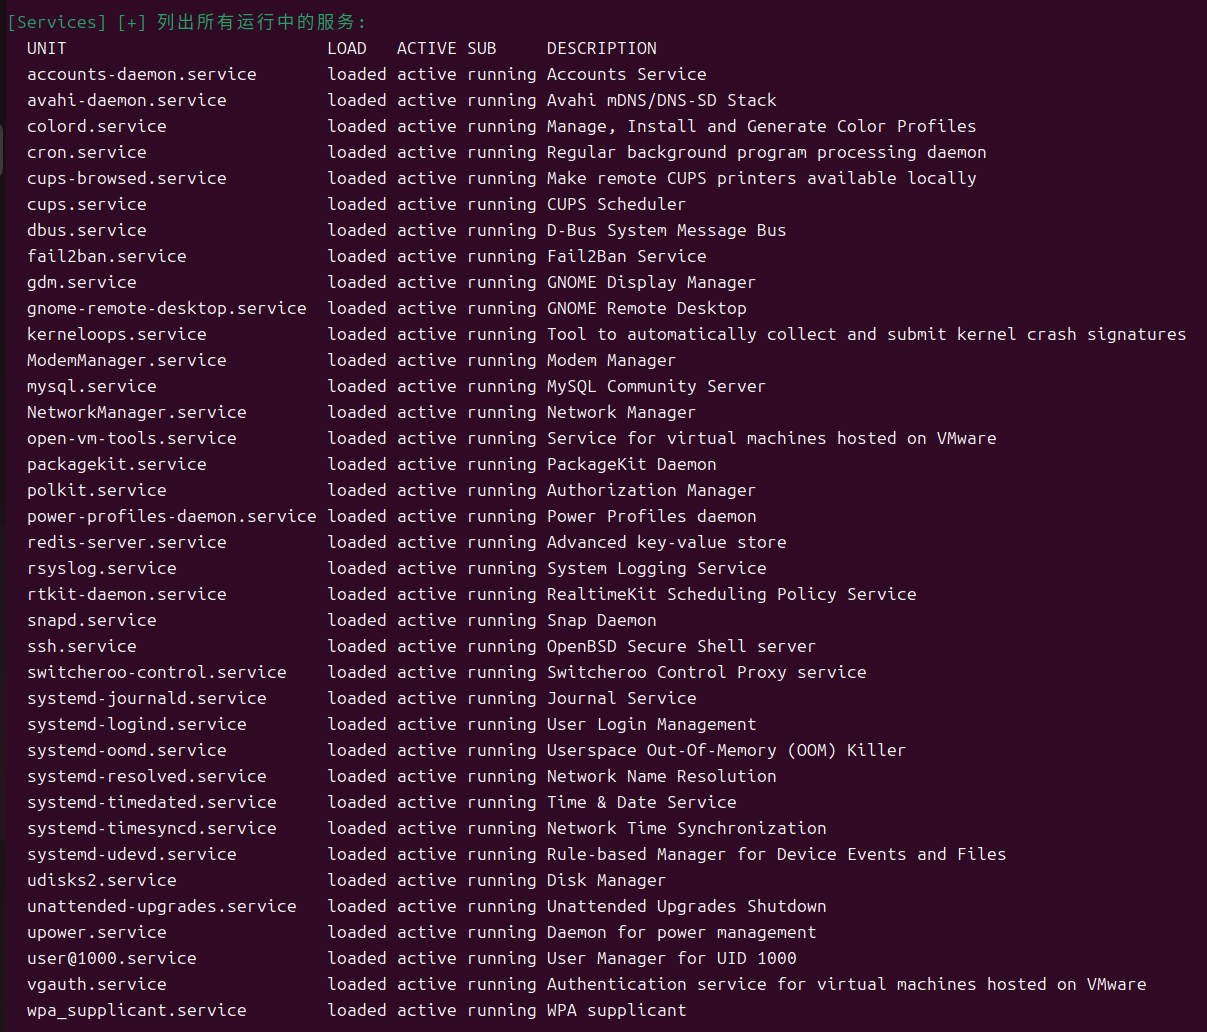 [Services] [+] 列出所有运行中的服务:
UNIT LOAD ACTIVE SUB DESCRIPTION
accounts-daemon.service loaded active running Accounts Service
avahi-daemon.service loaded active running Avahi mDNS/DNS-SD Stack
colord.service loaded active running Manage, Install and Generate Color Profiles
cron.service loaded active running Regular background program processing daemon
cups-browsed.service loaded active running Make remote CUPS printers available locally
cups.service loaded active running CUPS Scheduler
dbus.service loaded active running D-Bus System Message Bus
fail2ban.service loaded active running Fail2Ban Service
gdm.service loaded active running GNOME Display Manager
gnome-remote-desktop.service loaded active running GNOME Remote Desktop
kerneloops.service loaded active running Tool to automatically collect and submit kernel crash signatures
ModemManager.service loaded active running Modem Manager
mysql.service loaded active running MySQL Community Server
NetworkManager.service loaded active running Network Manager
open-vm-tools.service loaded active running Service for virtual machines hosted on VMware
packagekit.service loaded active running PackageKit Daemon
polkit.service loaded active running Authorization Manager
power-profiles-daemon.service loaded active running Power Profiles daemon
redis-server.service loaded active running Advanced key-value store
rsyslog.service loaded active running System Logging Service
rtkit-daemon.service loaded active running RealtimeKit Scheduling Policy Service
snapd.service loaded active running Snap Daemon
ssh.service loaded active running OpenBSD Secure Shell server
switcheroo-control.service loaded active running Switcheroo Control Proxy service
systemd-journald.service loaded active running Journal Service
systemd-logind.service loaded active running User Login Management
systemd-oomd.service loaded active running Userspace Out-Of-Memory (OOM) Killer
systemd-resolved.service loaded active running Network Name Resolution
systemd-timedated.service loaded active running Time & Date Service
systemd-timesyncd.service loaded active running Network Time Synchronization
systemd-udevd.service loaded active running Rule-based Manager for Device Events and Files
udisks2.service loaded active running Disk Manager
unattended-upgrades.service loaded active running Unattended Upgrades Shutdown
upower.service loaded active running Daemon for power management
user@1000.service loaded active running User Manager for UID 1000
vgauth.service loaded active running Authentication service for virtual machines hosted on VMware
wpa_supplicant.service loaded active running WPA supplicant